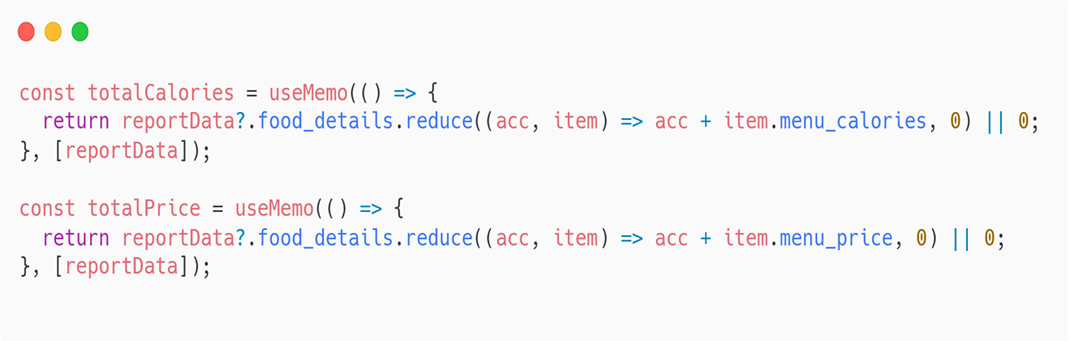 const totalCalories = useMemo(() => {
  return reportData?.food_details.reduce((acc, item) => acc + item.menu_calories, 0) || 0;
}, [reportData]);

const totalPrice = useMemo(() => {
  return reportData?.food_details.reduce((acc, item) => acc + item.menu_price, 0) || 0;
}, [reportData]);